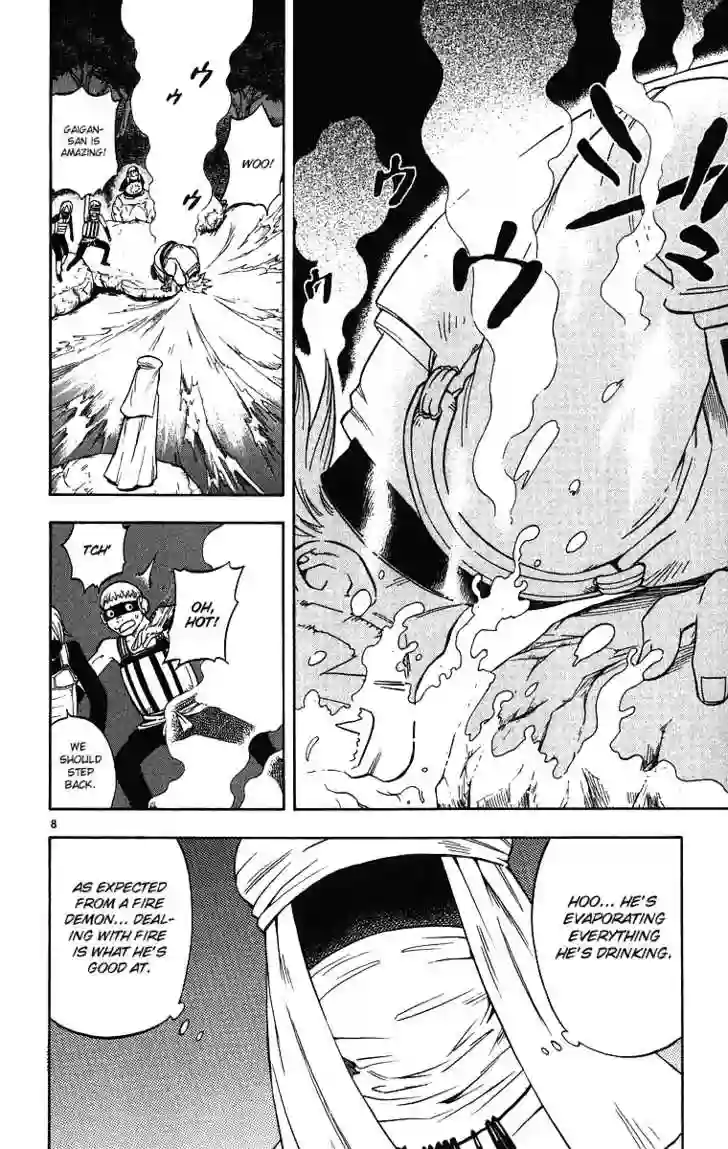 ゴ
ウ
ウ
ウ
ウ
ウ
WOO!
GAIGAN-
SAN IS
AMAZING!
OH,
HOT!
TCH'
WE
SHOULD
STEP
BACK.
8
HOO... HE'S
EVAPORATING
EVERYTHING
HE'S DRINKING.
AS EXPECTED
FROM A FIRE
DEMON... DEAL-
ING WITH FIRE
IS WHAT HE'S
GOOD AT.